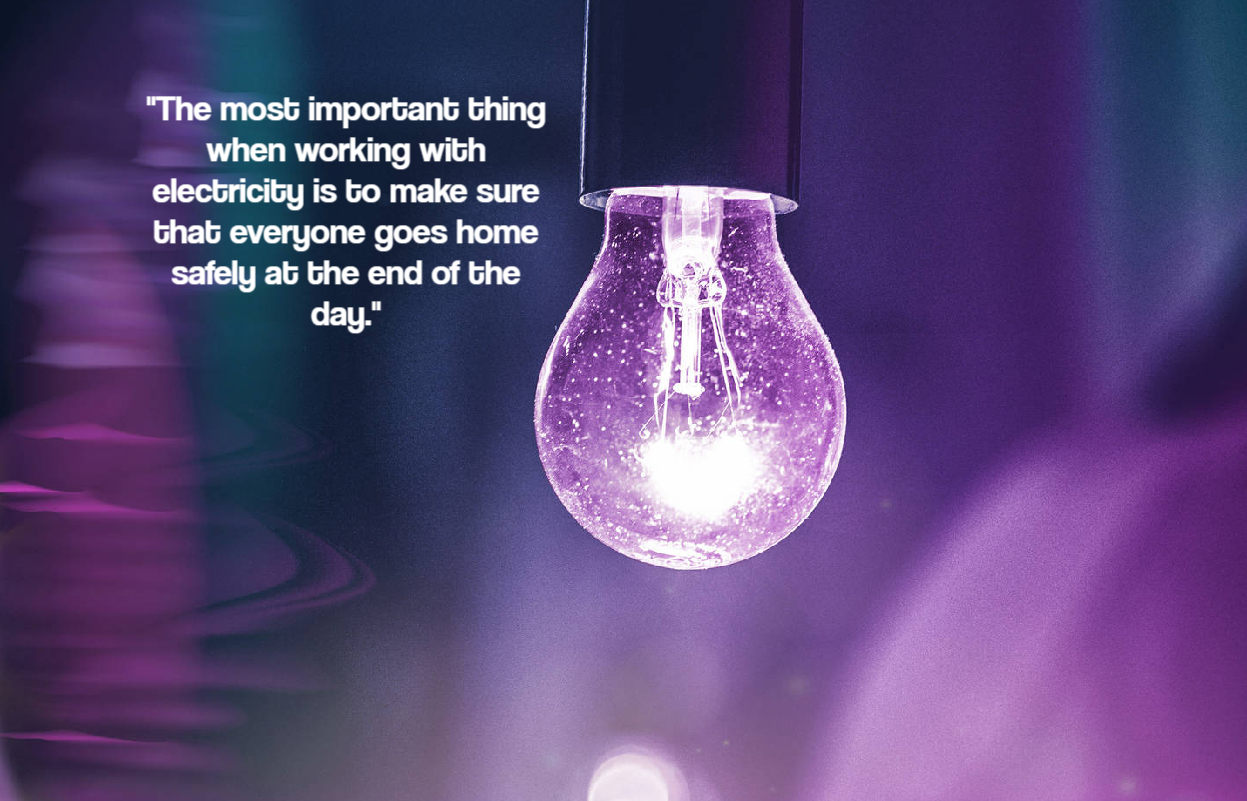 "The most important thing
when working with
electricity is to make sure
that everyone goes home
safely at the end of the
day."